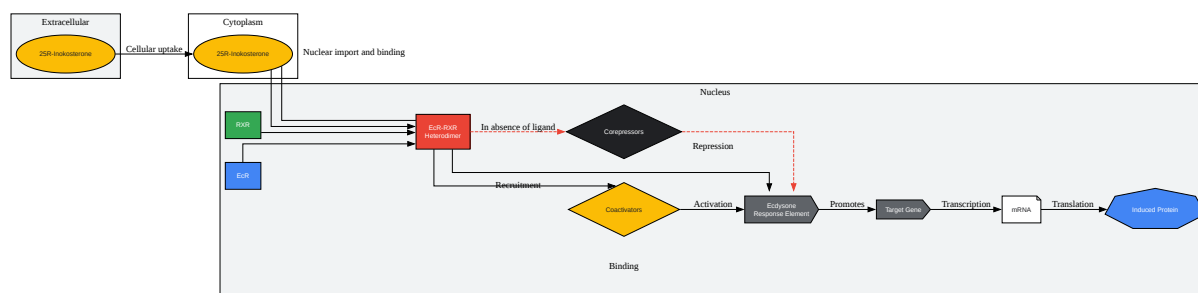 Extracellular
Cytoplasm
25R-Inokosterone
Cellular uptake
25R-Inokosterone
Nuclear import and binding
Nucleus
RXR
EcR-RXR
Heterodimer
In absence of ligand
Corepressors
Repression
EcR
Recruitment
Coactivators
Activation
Ecdysone
Response Element
Promotes
Target Gene
Transcription
mRNA
Translation
Induced Protein
Binding